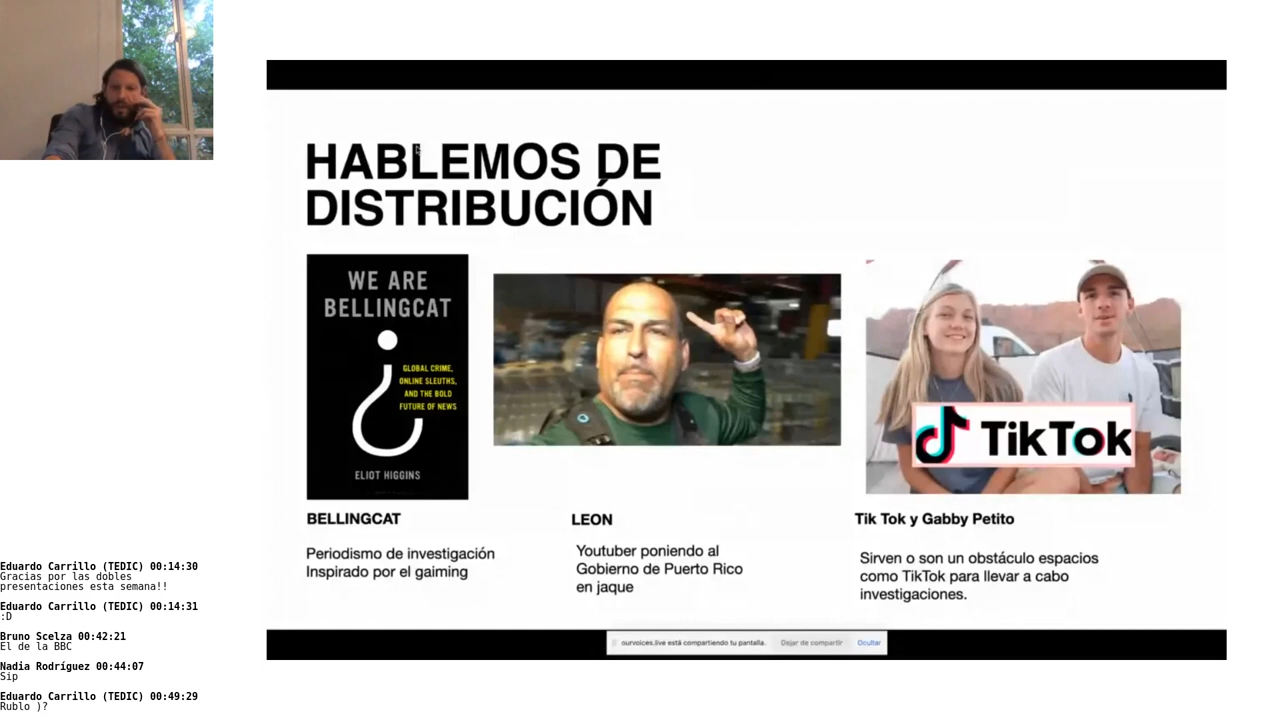 HABLEMOS DE
DISTRIBUCIÓN
WE ARE
BELLINGCAT
GLOBAL CRIME,
ONLINE SLEUTHS,
AND THE BOLD
FUTURE OF NEWS
ELIOT HIGGINS
TikTok
BELLINGCAT
Periodismo de investigación
Inspirado por el gaiming
LEON
Youtuber poniendo al
Gobierno de Puerto Rico
en jaque
Tik Tok y Gabby Petito
Sirven o son un obstáculo espacios
como TikTok para llevar a cabo
investigaciones.
ourvoices.live está compartiendo tu pantalla. Dejar de compartir Ocultar
Eduardo Carrillo (TEDIC) 00:14:30
Gracias por las dobles
presentaciones esta semana!!
Eduardo Carrillo (TEDIC) 00:14:31
:D
Bruno Scelza 00:42:21
El de la BBC
Nadia Rodríguez 00:44:07
Sip
Eduardo Carrillo (TEDIC) 00:49:29
Rublo )?